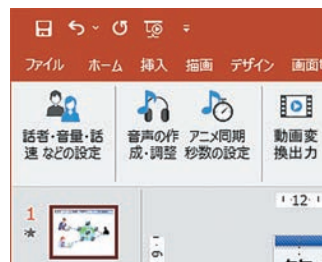 ファイル ホーム 挿入 描画 デザイン 画面
話者・音量・話 音声の作 アニメ同期 動画変
速 などの設定 成・調整 秒数の設定 換出力
1 12
6